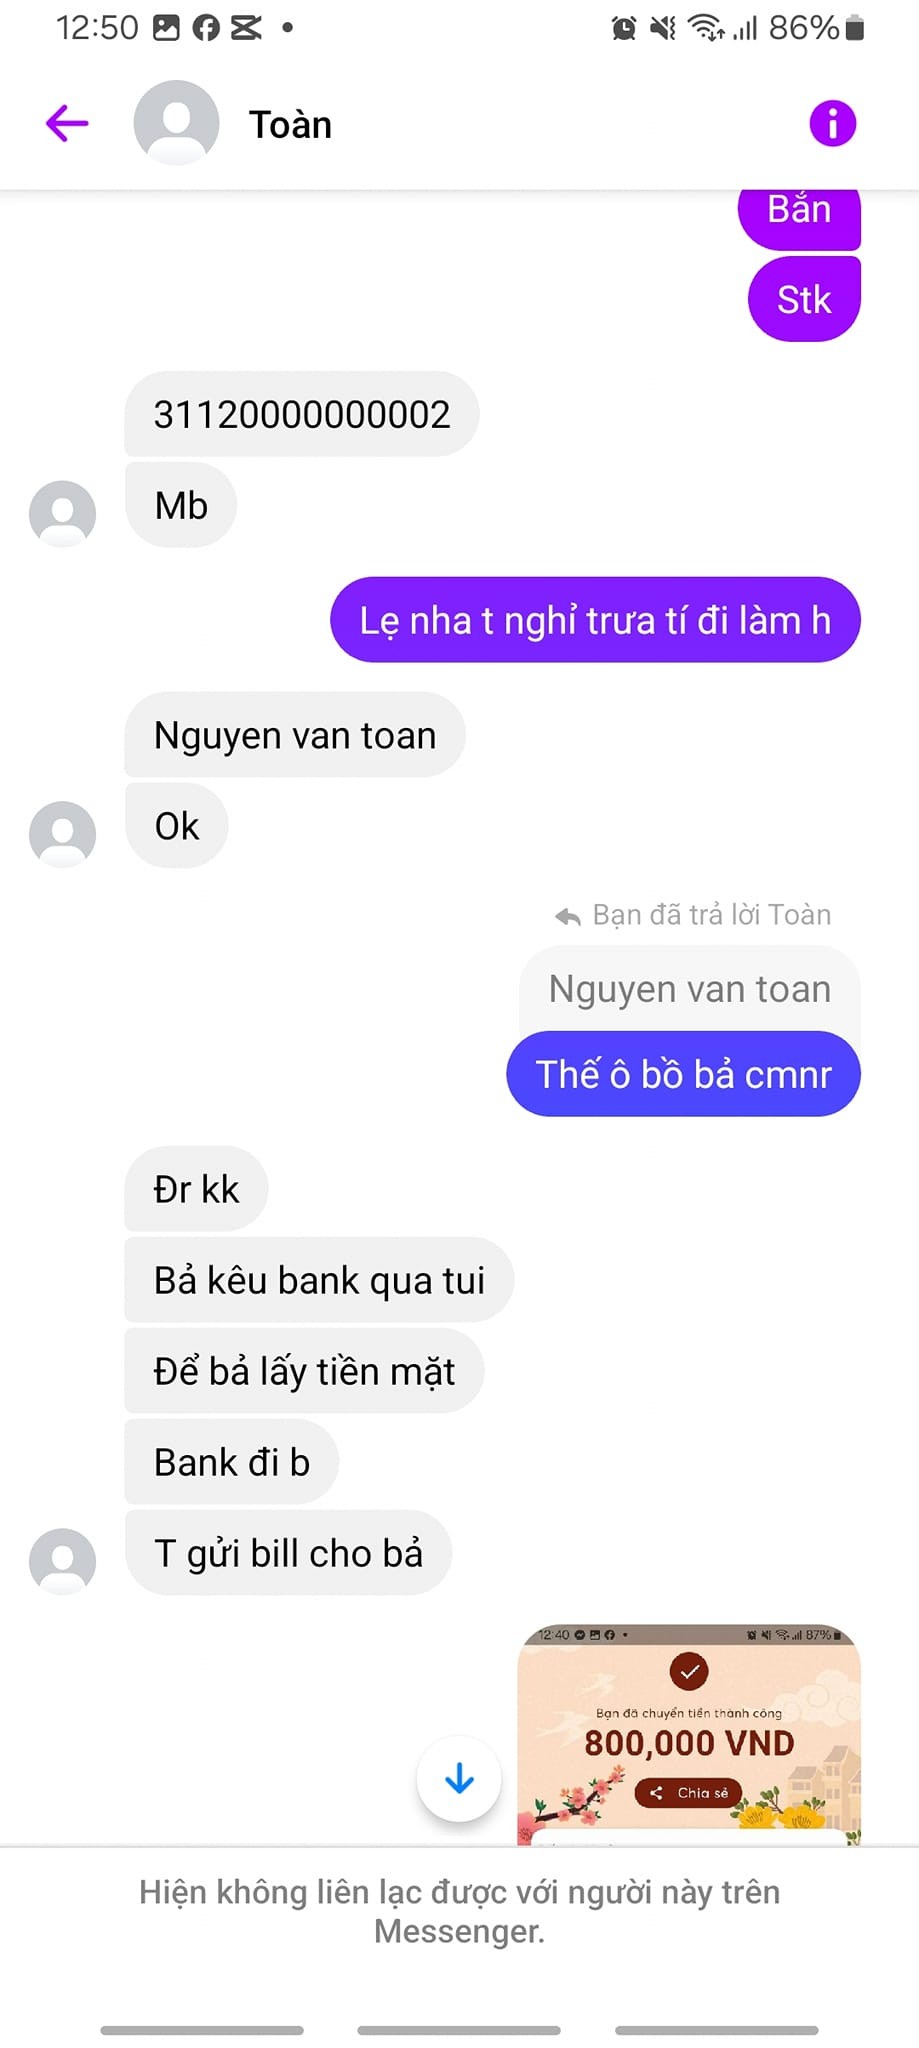 12:50
86%
Toàn
Bắn
Stk
31120000000002
Mb
Lẹ nha t nghỉ trưa tí đi làm h
Nguyen van toan
Ok
Bạn đã trả lời Toàn
Nguyen van toan
Thế ô bồ bả cmnr
Đr kk
Bả kêu bank qua tui
Để bả lấy tiền mặt
Bank đi b
T gửi bill cho bả
12:40
87%
Bạn đã chuyển tiền thành công
800,000 VND
Chia sẻ
Hiện không liên lạc được với người này trên
Messenger.